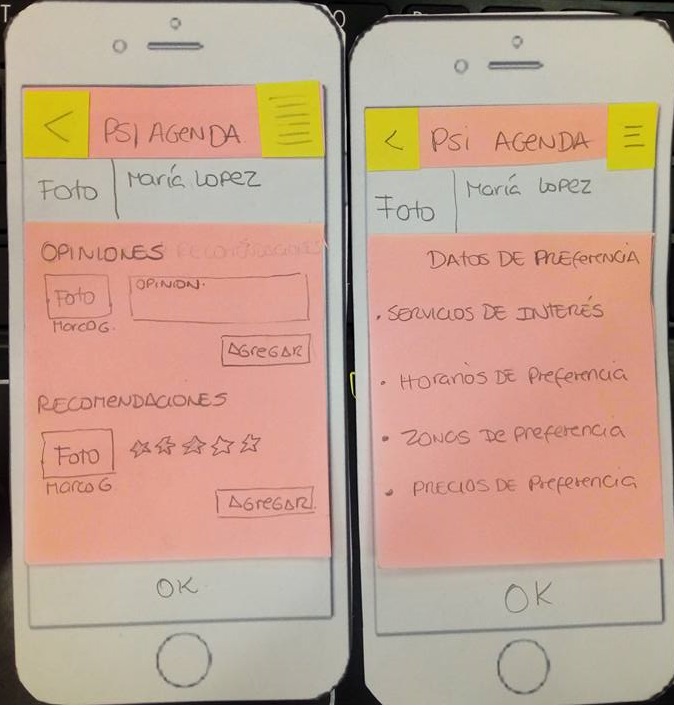 <
PSI AGENDA
Foto
María LOPEZ
OPINIONES RECOMENDACIONES
Foto
OPINION.
Marco G.
AGREGAR
RECOMENDACIONES
Foto
Marco G
AGREGAR
OK
<
PSi AGENDA
Foto
María LoPez
DATOS DE PREferenciA
. SERVICIOS DE INTERÉS
. Horarios DE Preferencia
• ZONAS De preferencia
• PRECIOS DE Preferencia
OK